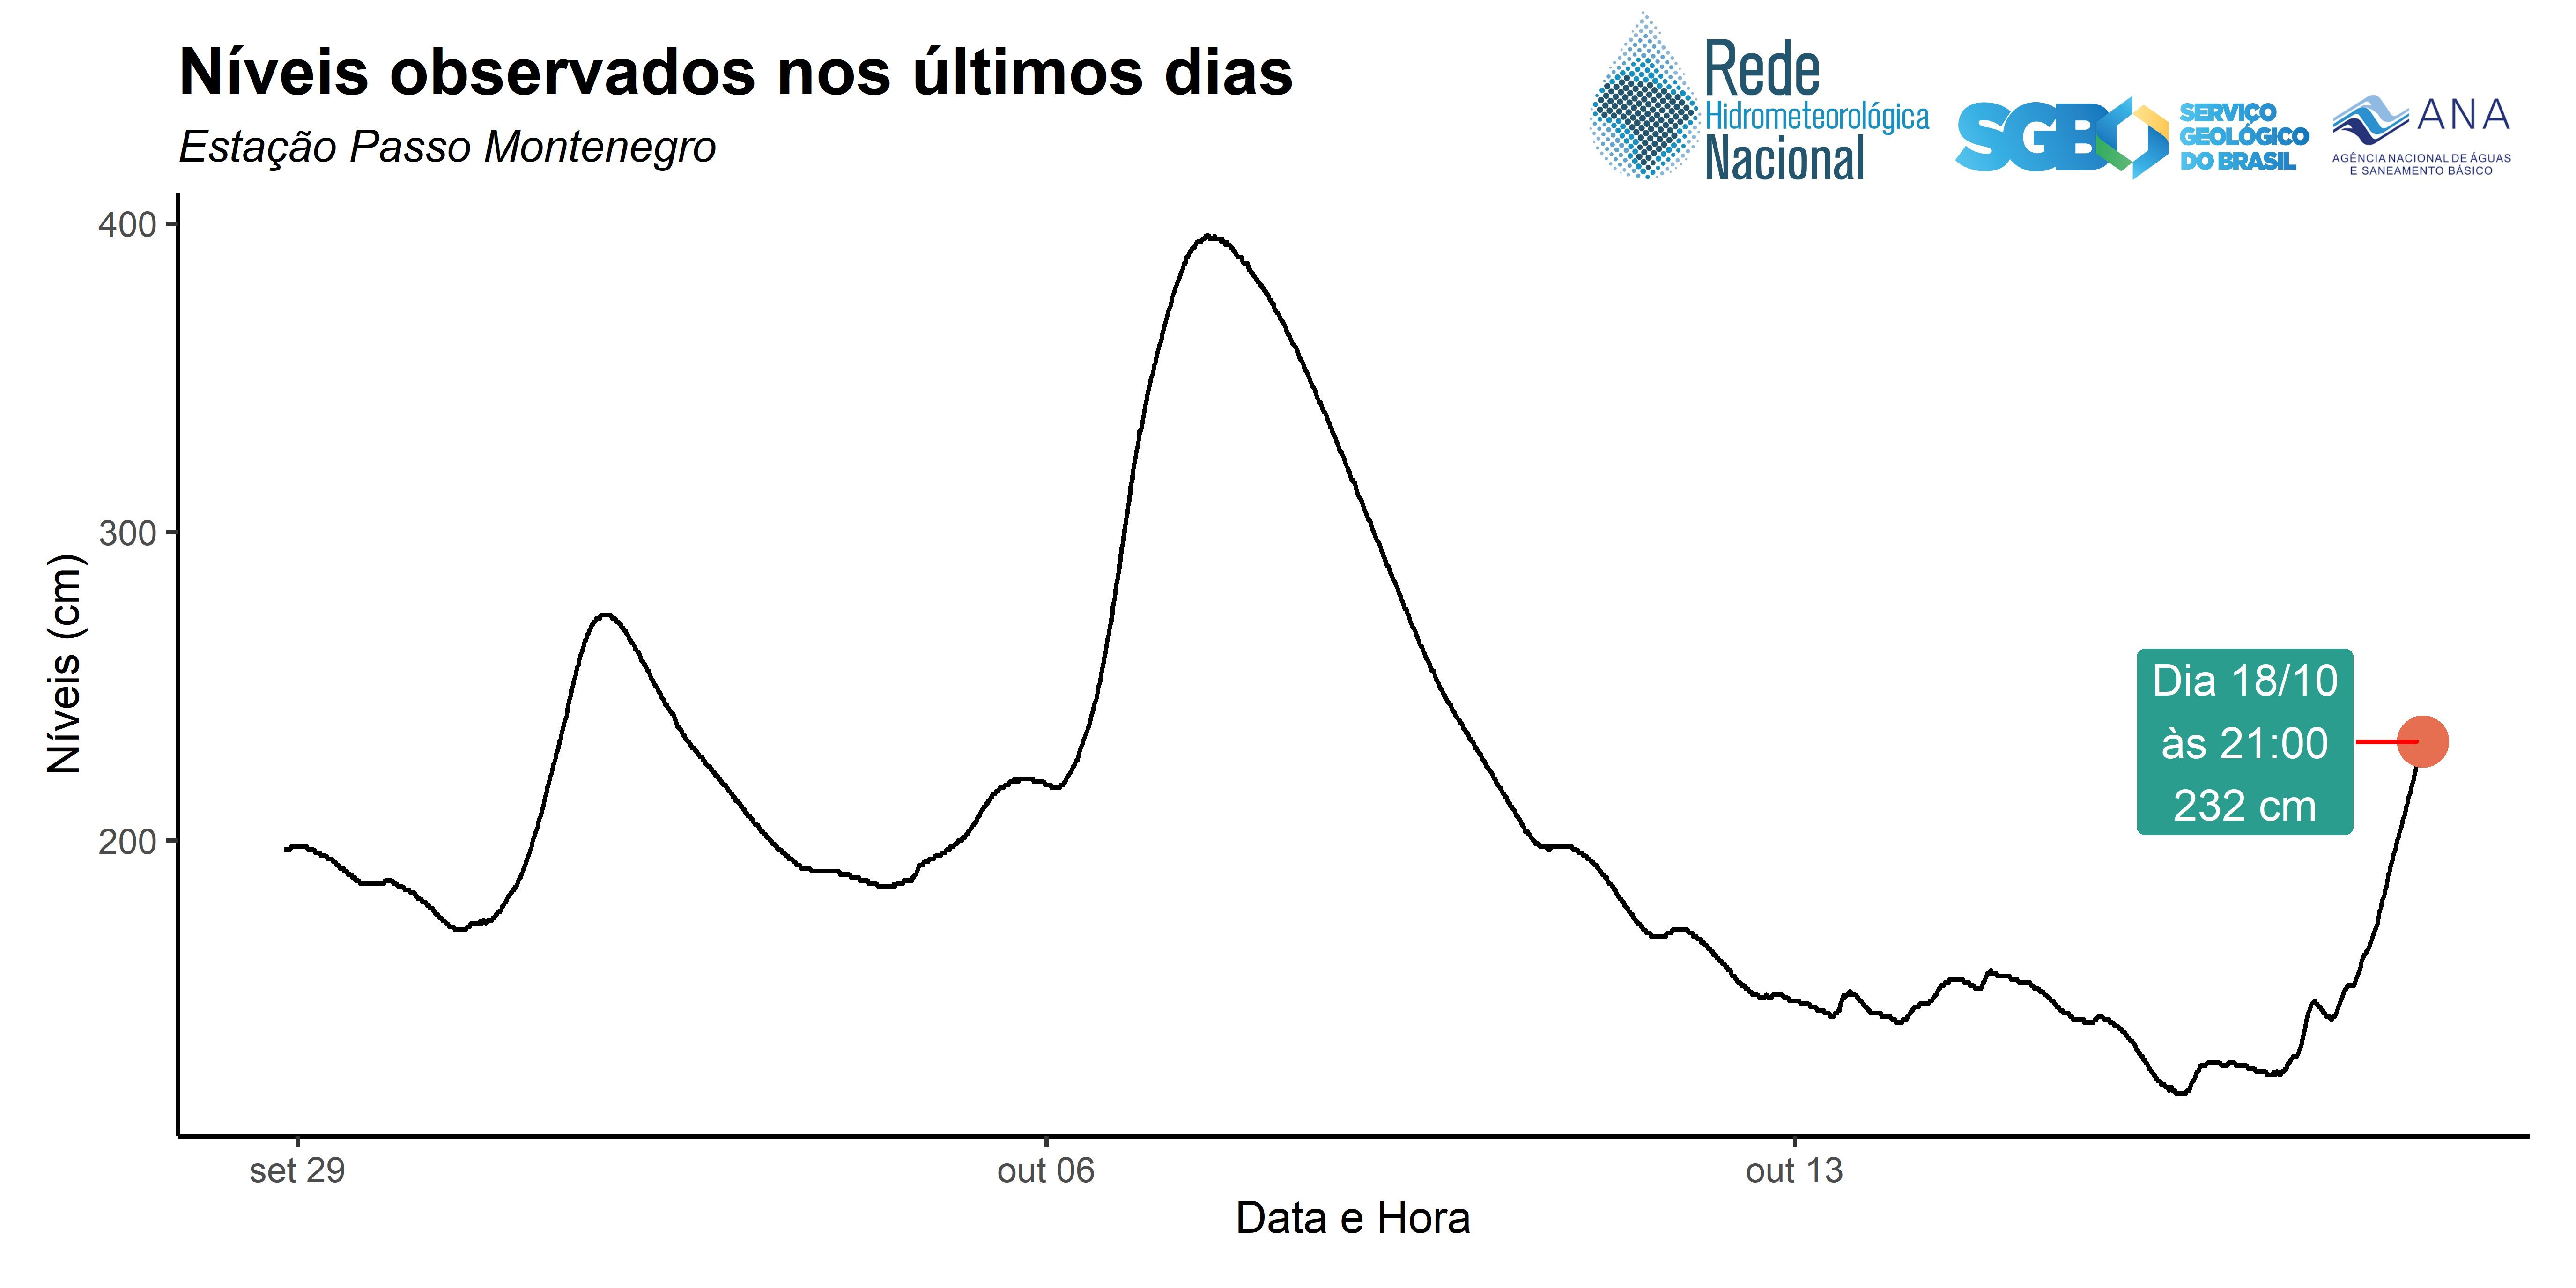 Níveis observados nos últimos dias
Estação Passo Montenegro
Rede
Hidrometeorológica
Nacional
SGB
SERVIÇO
GEOLÓGICO
DO BRASIL
ANA
AGÊNCIA NACIONAL DE ÁGUAS
E SANEAMENTO BÁSICO
400
300
200
Níveis (cm)
Dia 18/10
às 21:00
232 cm
set 29
out 06
out 13
Data e Hora